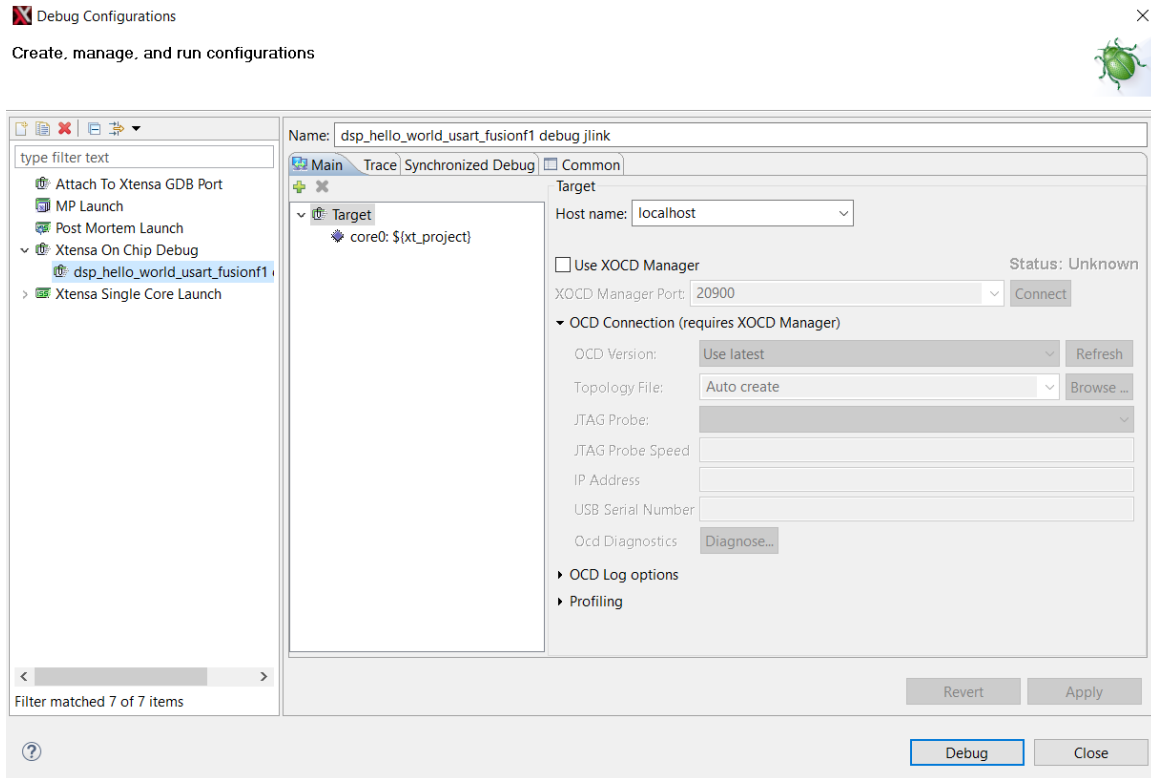 Debug Configurations
Create, manage, and run configurations
type filter text
Attach To Xtensa GDB Port
MP Launch
Post Mortem Launch
Xtensa On Chip Debug
dsp_hello_world_usart_fusionf1
Xtensa Single Core Launch
Filter matched 7 of 7 items
Name: dsp_hello_world_usart_fusionf1 debug jlink
Main Trace Synchronized Debug Common
Target
core0: ${xt_project}
Target
Host name: localhost
Use XOCD Manager Status: Unknown
XOCD Manager Port: 20900 Connect
OCD Connection (requires XOCD Manager)
OCD Version: Use latest Refresh
Topology File: Auto create Browse ...
JTAG Probe:
JTAG Probe Speed
IP Address
USB Serial Number
Ocd Diagnostics Diagnose...
OCD Log options
Profiling
Revert Apply
Debug Close